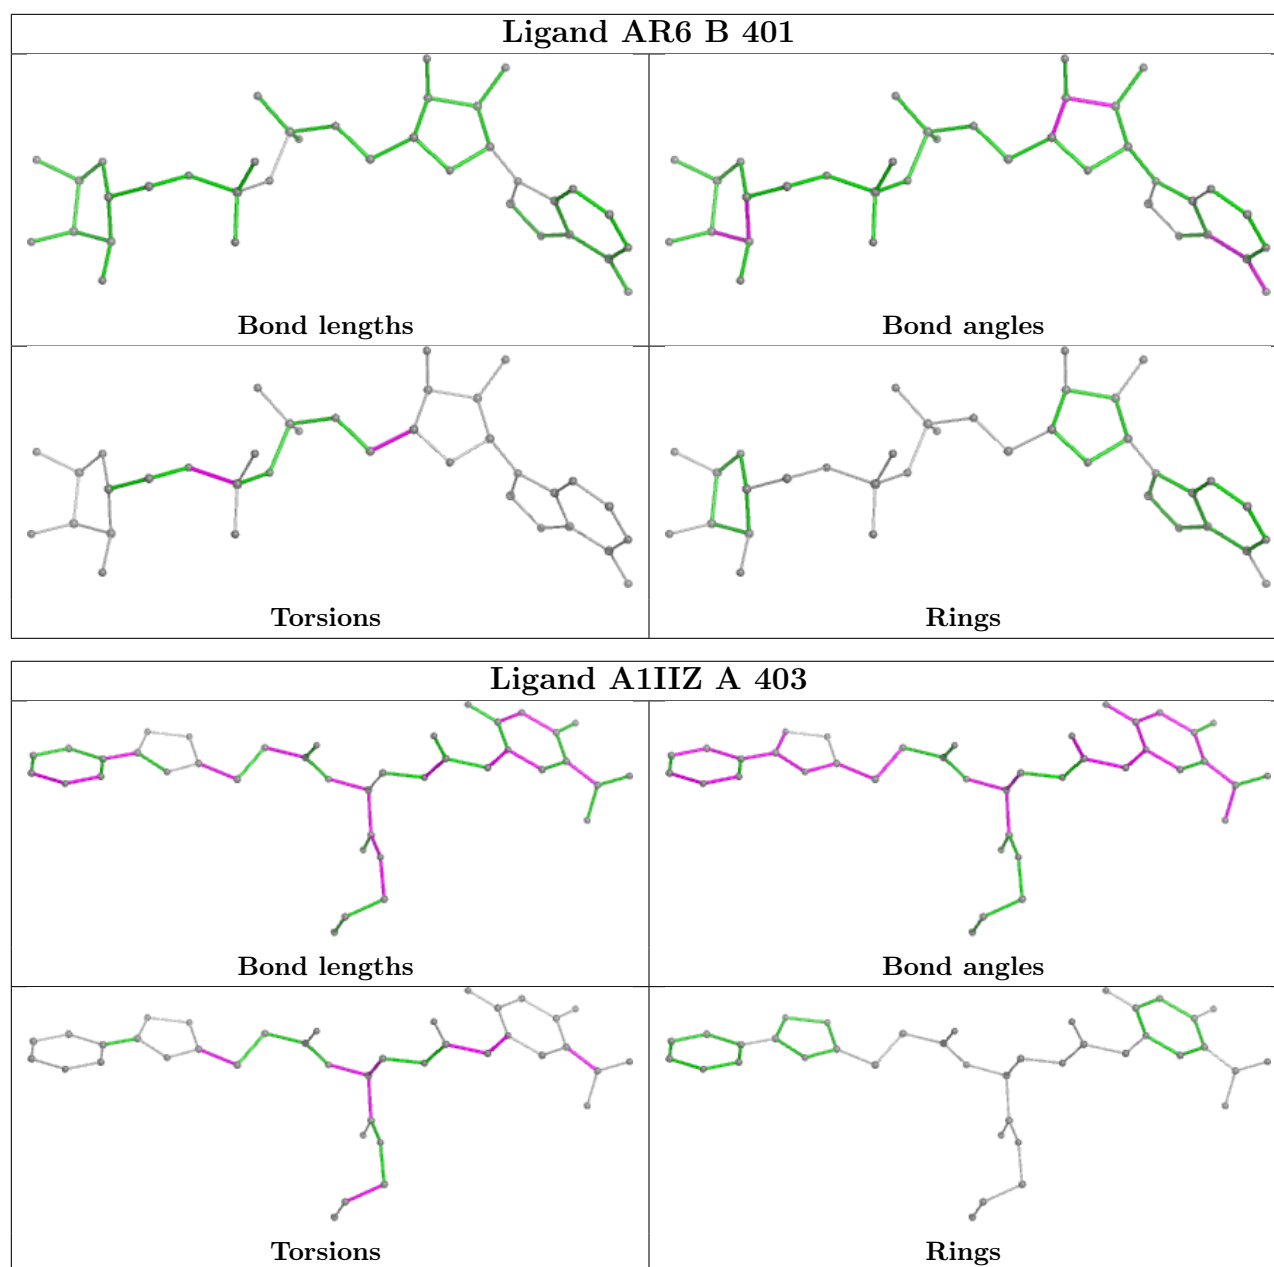 Ligand AR6 B 401
Bond lengths
Bond angles
Torsions
Rings
Ligand A1IIZ A 403
Bond lengths
Bond angles
Torsions
Rings